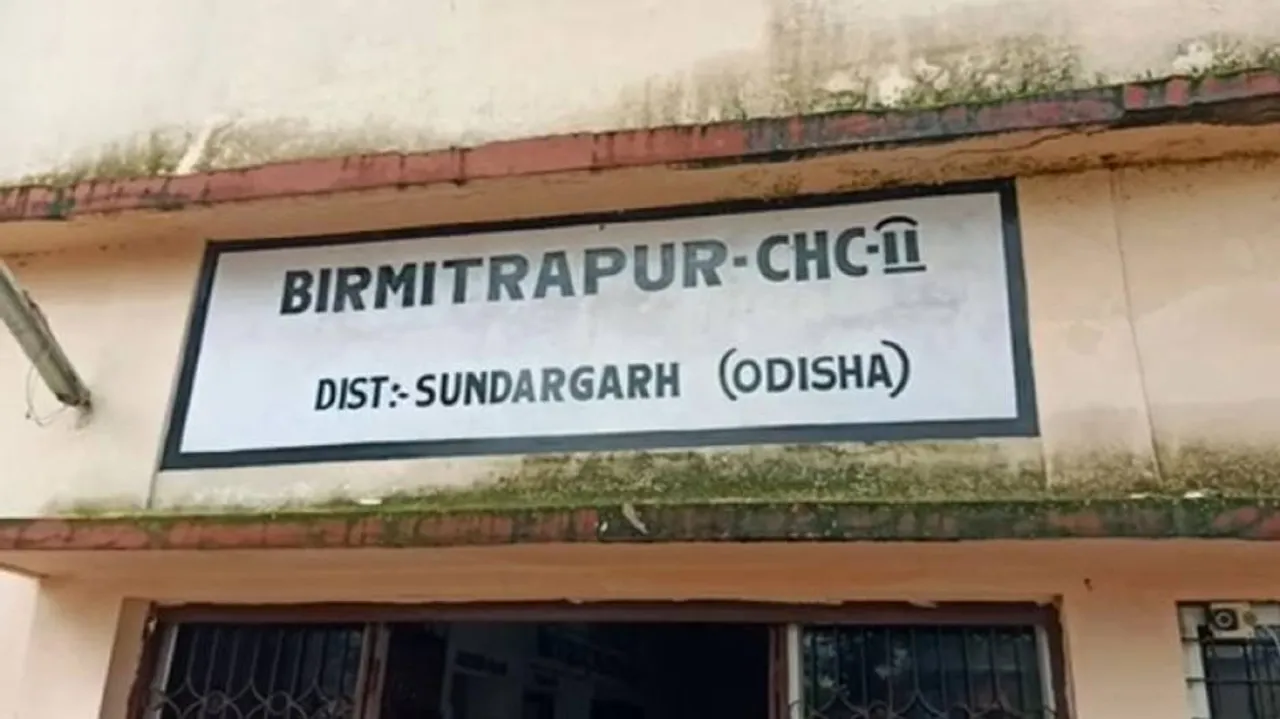 BIRMITRAPUR-CHC-II
DIST:-SUNDARGARH (ODISHA)